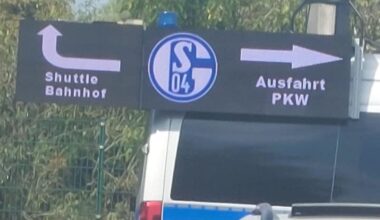 Shuttle
Bahnhof
S
04
Ausfahrt
PKW